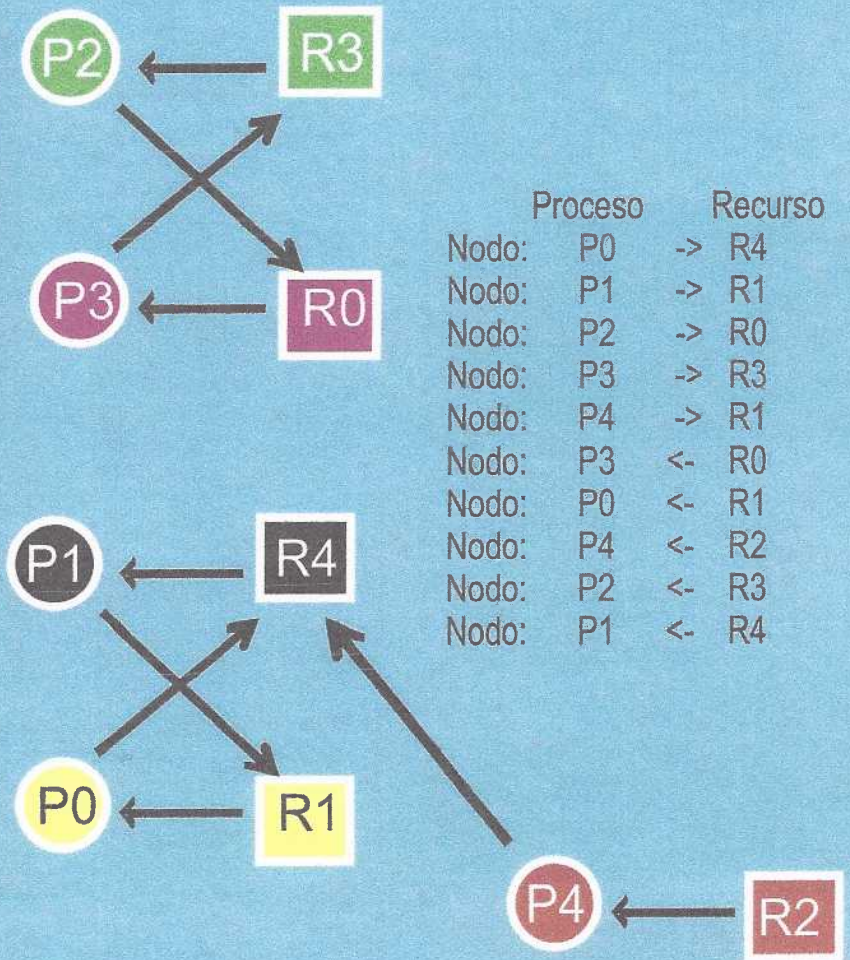 P2 R3
P3 R0
Proceso Recurso
Nodo: P0 -> R4
Nodo: P1 -> R1
Nodo: P2 -> R0
Nodo: P3 -> R3
Nodo: P4 -> R1
Nodo: P3 <- R0
Nodo: P0 <- R1
Nodo: P4 <- R2
Nodo: P2 <- R3
Nodo: P1 <- R4
P1 R4
P0 R1
P4 R2